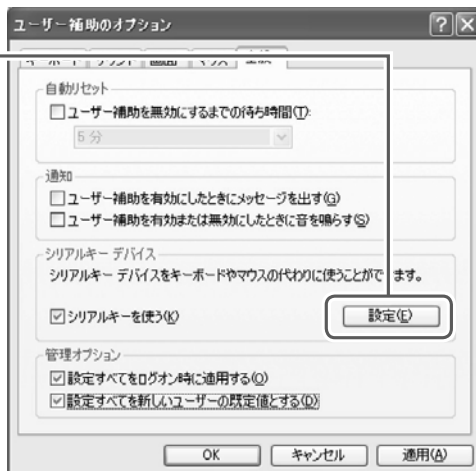 ユーザー補助のオプション
全般
自動リセット
ユーザー補助を無効にするまでの待ち時間(T):
5 分
通知
ユーザー補助を有効にしたときにメッセージを出す(G)
ユーザー補助を有効または無効にしたときに音を鳴らす(S)
シリアルキー デバイス
シリアルキー デバイスをキーボードやマウスの代わりに使うことができます。
シリアルキーを使う(K)
設定(E)
管理オプション
設定すべてをログオン時に適用する(O)
設定すべてを新しいユーザーの既定値とする(D)
OK キャンセル 適用(A)